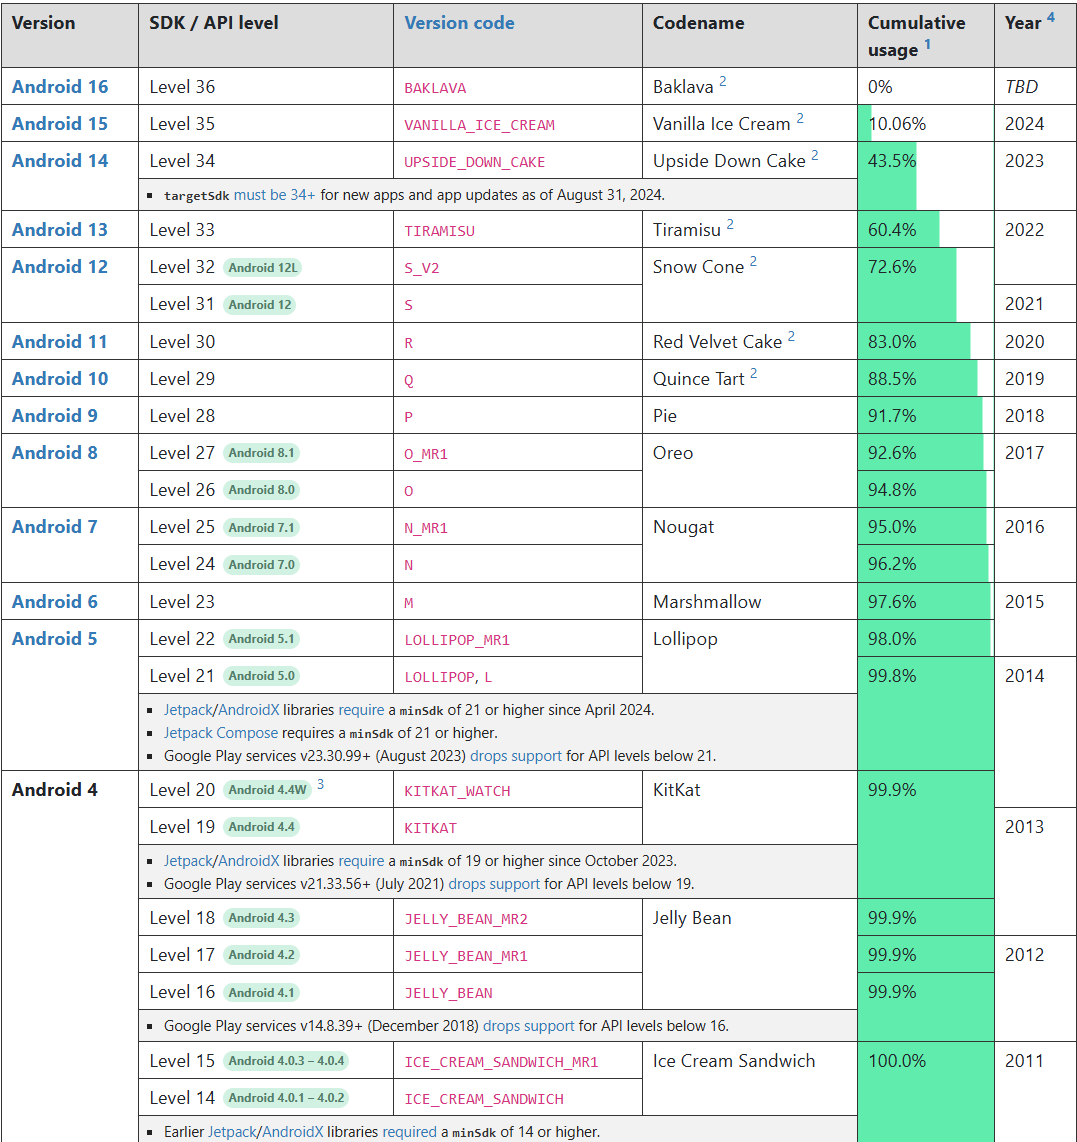 Version SDK / API level Version code Codename Cumulative usage 1 Year 4
Android 16 Level 36 BAKLAVA Baklava 2 0% TBD
Android 15 Level 35 VANILLA_ICE_CREAM Vanilla Ice Cream 2 10.06% 2024
Android 14 Level 34 UPSIDE_DOWN_CAKE Upside Down Cake 2 43.5% 2023
▪ targetSdk must be 34+ for new apps and app updates as of August 31, 2024.
Android 13 Level 33 TIRAMISU Tiramisu 2 60.4% 2022
Android 12 Level 32 Android 12L S_V2 Snow Cone 2 72.6%
Level 31 Android 12 S 2021
Android 11 Level 30 R Red Velvet Cake 2 83.0% 2020
Android 10 Level 29 Q Quince Tart 2 88.5% 2019
Android 9 Level 28 P Pie 91.7% 2018
Android 8 Level 27 Android 8.1 O_MR1 Oreo 92.6% 2017
Level 26 Android 8.0 O 94.8%
Android 7 Level 25 Android 7.1 N_MR1 Nougat 95.0% 2016
Level 24 Android 7.0 N 96.2%
Android 6 Level 23 M Marshmallow 97.6% 2015
Android 5 Level 22 Android 5.1 LOLLIPOP_MR1 Lollipop 98.0%
Level 21 Android 5.0 LOLLIPOP, L 99.8% 2014
▪ Jetpack/AndroidX libraries require a minSdk of 21 or higher since April 2024.
▪ Jetpack Compose requires a minSdk of 21 or higher.
▪ Google Play services v23.30.99+ (August 2023) drops support for API levels below 21.
Android 4 Level 20 Android 4.4W 3 KITKAT_WATCH KitKat 99.9%
Level 19 Android 4.4 KITKAT 2013
▪ Jetpack/AndroidX libraries require a minSdk of 19 or higher since October 2023.
▪ Google Play services v21.33.56+ (July 2021) drops support for API levels below 19.
Level 18 Android 4.3 JELLY_BEAN_MR2 Jelly Bean 99.9%
Level 17 Android 4.2 JELLY_BEAN_MR1 99.9% 2012
Level 16 Android 4.1 JELLY_BEAN 99.9%
▪ Google Play services v14.8.39+ (December 2018) drops support for API levels below 16.
Level 15 Android 4.0.3 – 4.0.4 ICE_CREAM_SANDWICH_MR1 Ice Cream Sandwich 100.0% 2011
Level 14 Android 4.0.1 – 4.0.2 ICE_CREAM_SANDWICH
▪ Earlier Jetpack/AndroidX libraries required a minSdk of 14 or higher.